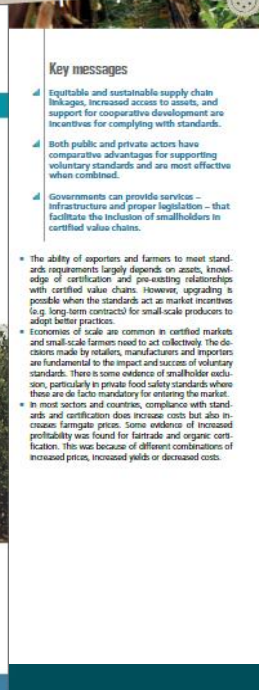 Key messages
Equitable and sustainable supply chain
linkages, increased access to assets, and
support for cooperative development are
incentives for complying with standards.
Both public and private actors have
comparative advantages for supporting
voluntary standards and are most effective
when combined.
Governments can provide services –
infrastructure and proper legislation – that
facilitate the inclusion of smallholders in
certified value chains.
▪ The ability of exporters and farmers to meet stand-
ards requirements largely depends on assets, knowl-
edge of certification and pre-existing relationships
with certified value chains. However, upgrading is
possible when the standards act as market incentives
(e.g. long-term contracts) for small-scale producers to
adopt better practices.
▪ Economies of scale are common in certified markets
and small-scale farmers need to act collectively. The de-
cisions made by retailers, manufacturers and importers
are fundamental to the impact and success of voluntary
standards. There is some evidence of smallholder exclu-
sion, particularly in private food safety standards where
these are de facto mandatory for entering the market.
▪ In most sectors and countries, compliance with stand-
ards and certification does increase costs but also in-
creases farmgate prices. Some evidence of increased
profitability was found for fairtrade and organic certi-
fication. This was because of different combinations of
increased prices, increased yields or decreased costs.